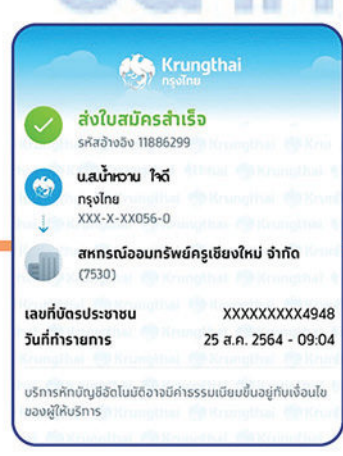 Krungthai
กรุงไทย
ส่งใบสมัครสำเร็จ
รหัสอ้างอิง 11886299
น.ส.น้ำหวาน ใจดี
กรุงไทย
XXX-X-XX056-0
สหกรณ์ออมทรัพย์ครูเชียงใหม่ จำกัด
(7530)
เลขที่บัตรประชาชน XXXXXXXXX4948
วันที่ทำรายการ 25 ส.ค. 2564 - 09:04
บริการหักบัญชีอัตโนมัติอาจมีค่าธรรมเนียมขึ้นอยู่กับเงื่อนไข
ของผู้ให้บริการ